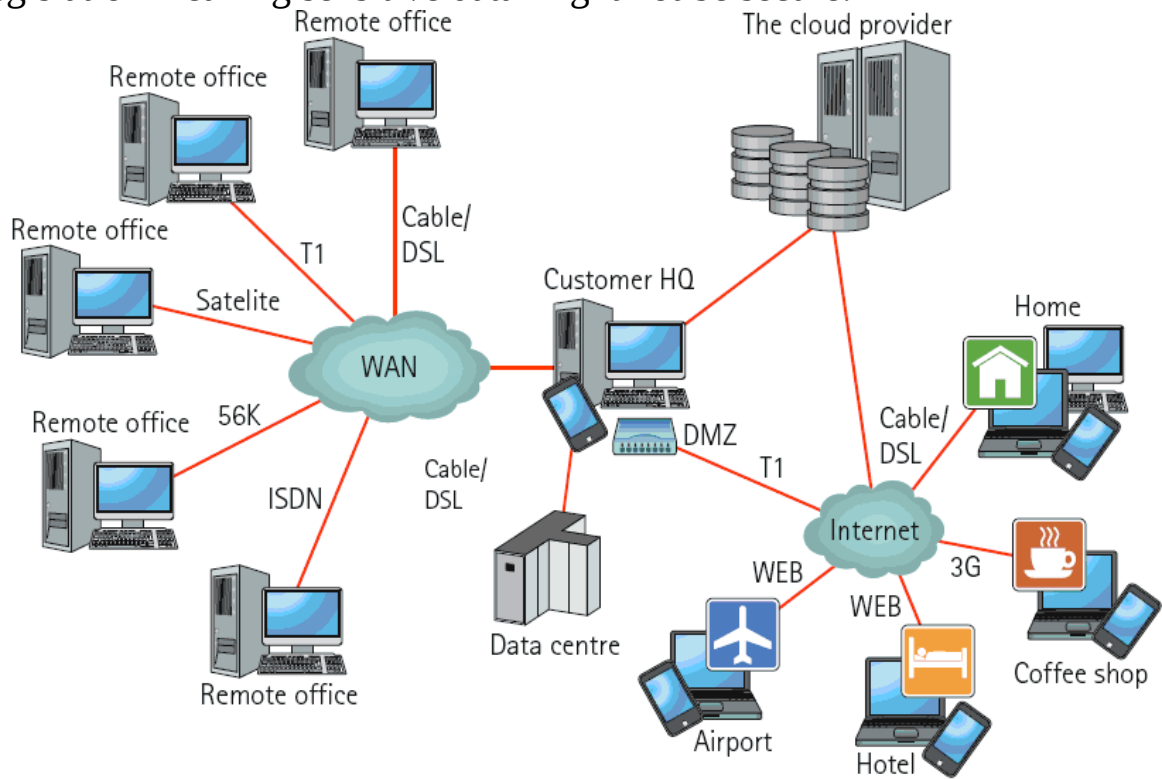 Remote office
The cloud provider
Remote office
Remote office
Cable/
DSL
T1
Customer HQ
Satelite
Home
WAN
56K
Remote office
Cable/
DSL
DMZ
Cable/
DSL
T1
ISDN
Internet
3G
WEB
WEB
Data centre
Coffee shop
Remote office
Airport
Hotel